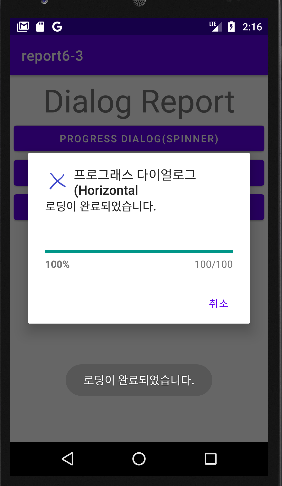 LTE
2:16
report6-3
Dialog Report
PROGRESS DIALOG(SPINNER)
프로그래스 다이얼로그
(Horizontal
로딩이 완료되었습니다.
100%
100/100
취소
로딩이 완료되었습니다.